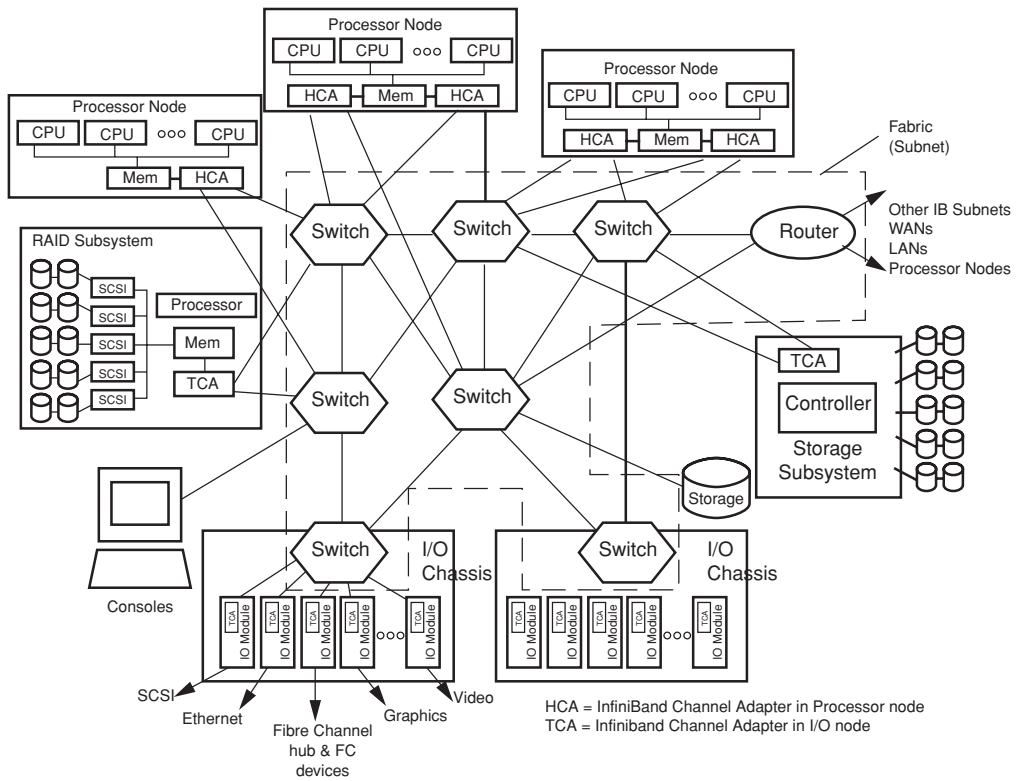 Processor Node
CPU CPU ooo CPU
HCA Mem HCA
Processor Node
CPU CPU ooo CPU
HCA Mem HCA
Processor Node
CPU CPU ooo CPU
Mem HCA
Fabric
(Subnet)
Switch
Switch
Switch
Router
Other IB Subnets
WANs
LANs
Processor Nodes
RAID Subsystem
SCSI
SCSI
SCSI
SCSI
SCSI
Processor
Mem
TCA
Switch
Switch
TCA
Controller
Storage
Subsystem
Storage
Consoles
Switch
I/O
Chassis
TCA IO Module
TCA IO Module
TCA IO Module
TCA IO Module
ooo
TCA IO Module
Switch
I/O
Chassis
TCA IO Module
TCA IO Module
TCA IO Module
TCA IO Module
ooo
TCA IO Module
SCSI
Ethernet
Fibre Channel
hub & FC
devices
Graphics
Video
HCA = InfiniBand Channel Adapter in Processor node
TCA = Infiniband Channel Adapter in I/O node